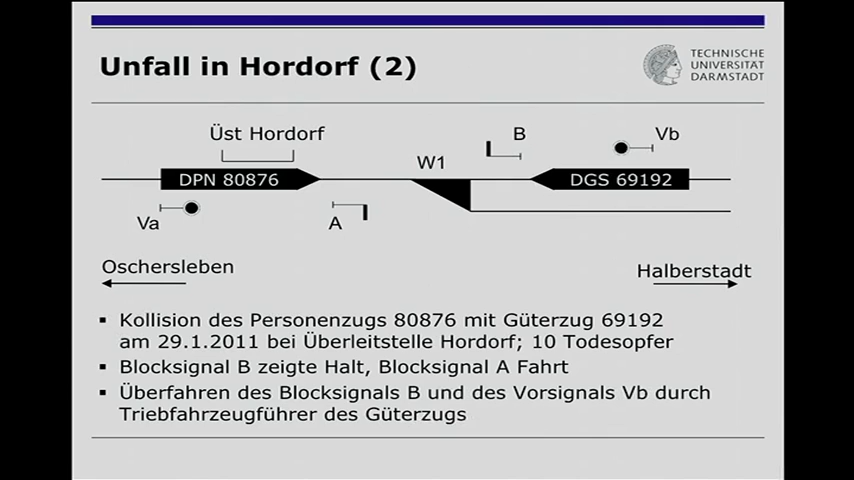 Unfall in Hordorf (2)
TECHNISCHE
UNIVERSITÄT
DARMSTADT
Üst Hordorf
B
Vb
W1
DPN 80876
DGS 69192
Va
A
Oschersleben
Halberstadt
Kollision des Personenzugs 80876 mit Güterzug 69192
am 29.1.2011 bei Überleitstelle Hordorf; 10 Todesopfer
Blocksignal B zeigte Halt, Blocksignal A Fahrt
Überfahren des Blocksignals B und des Vorsignals Vb durch
Triebfahrzeugführer des Güterzugs